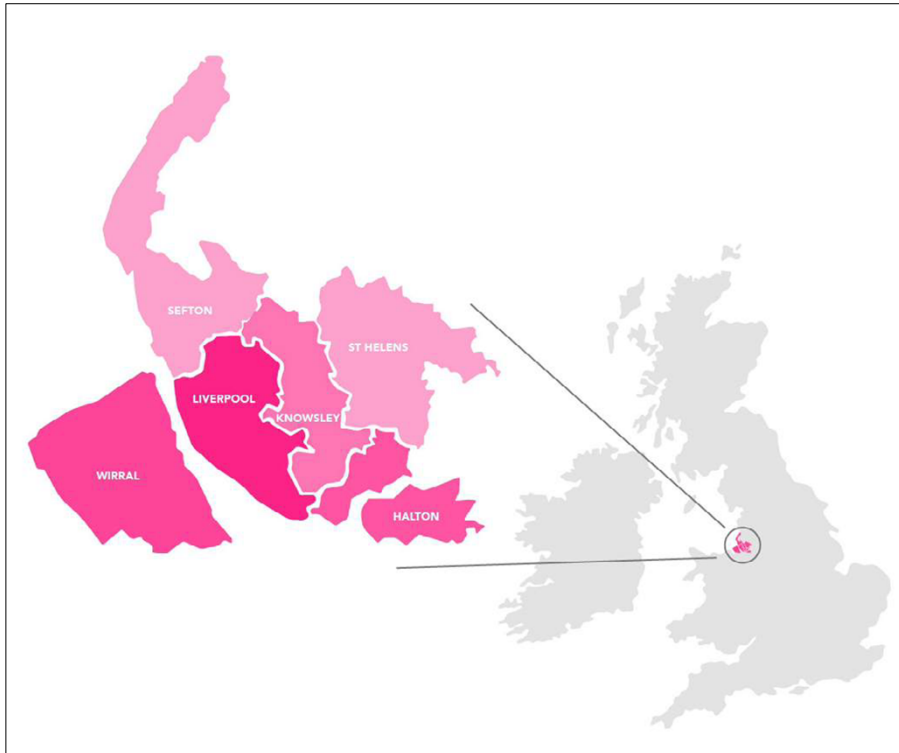 SEFTON
ST HELENS
LIVERPOOL
KNOWSLEY
WIRRAL
HALTON